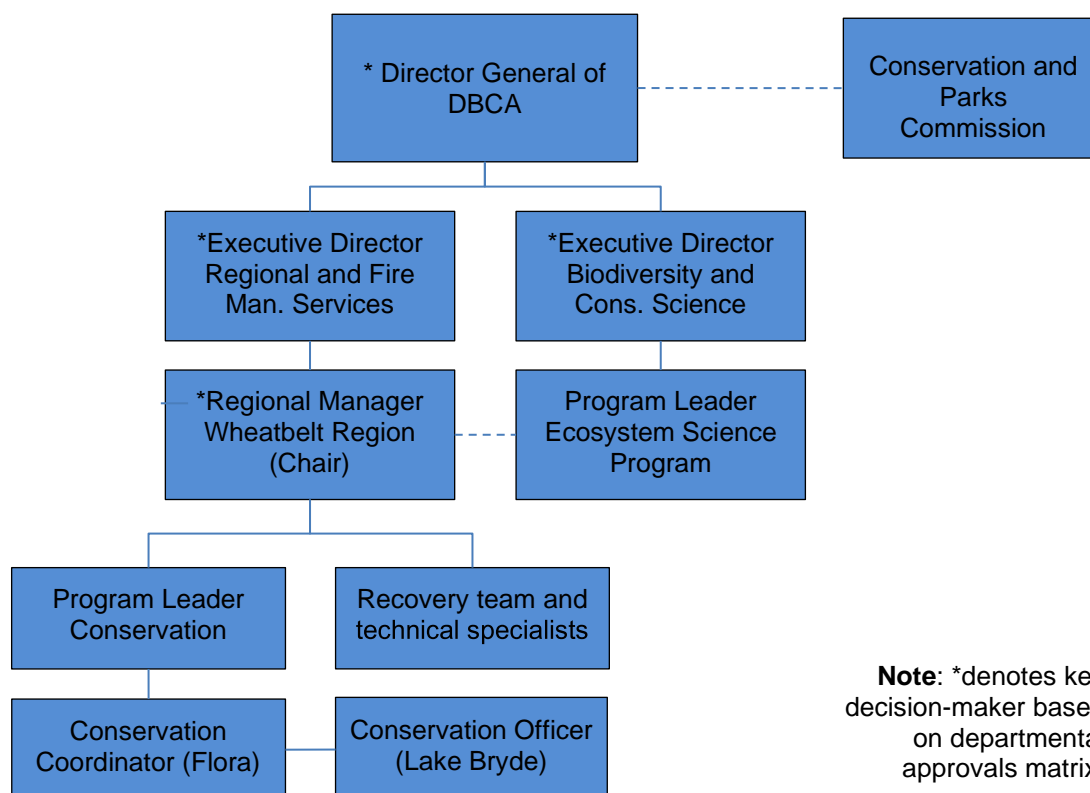 * Director General of
DBCA
Conservation and
Parks
Commission
*Executive Director
Regional and Fire
Man. Services
*Executive Director
Biodiversity and
Cons. Science
*Regional Manager
Wheatbelt Region
(Chair)
Program Leader
Ecosystem Science
Program
Program Leader
Conservation
Recovery team and
technical specialists
Conservation
Coordinator (Flora)
Conservation Officer
(Lake Bryde)
Note: *denotes ke
decision-maker base
on departmenta
approvals matrix